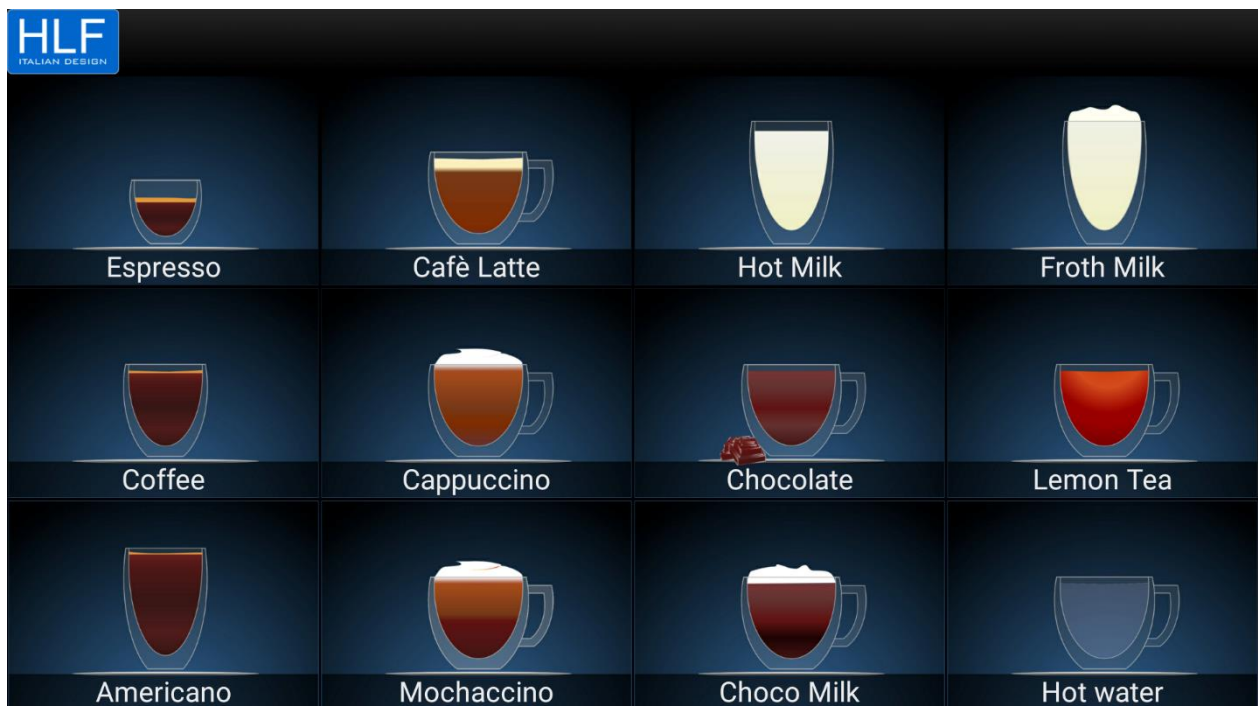 HLF
ITALIAN DESIGN
Espresso
Cafè Latte
Hot Milk
Froth Milk
Coffee
Cappuccino
Chocolate
Lemon Tea
Americano
Mochaccino
Choco Milk
Hot water